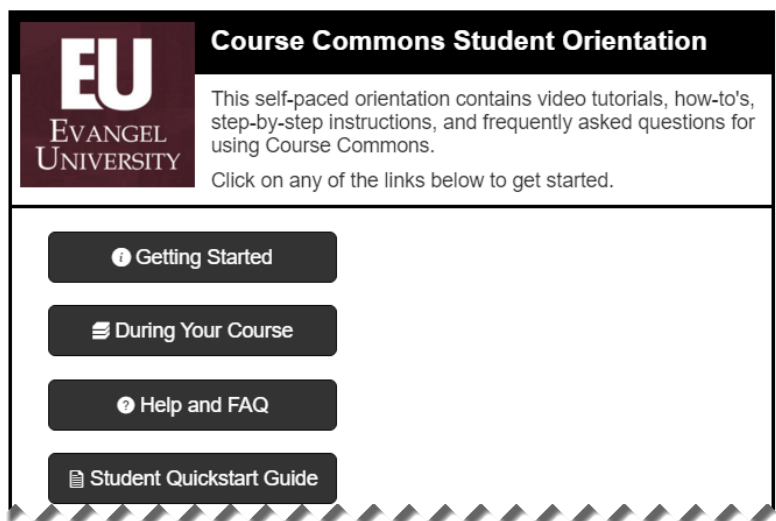 Course Commons Student Orientation
EU
EVANGEL
UNIVERSITY
This self-paced orientation contains video tutorials, how-to's,
step-by-step instructions, and frequently asked questions for
using Course Commons.
Click on any of the links below to get started.
Getting Started
During Your Course
Help and FAQ
Student Quickstart Guide